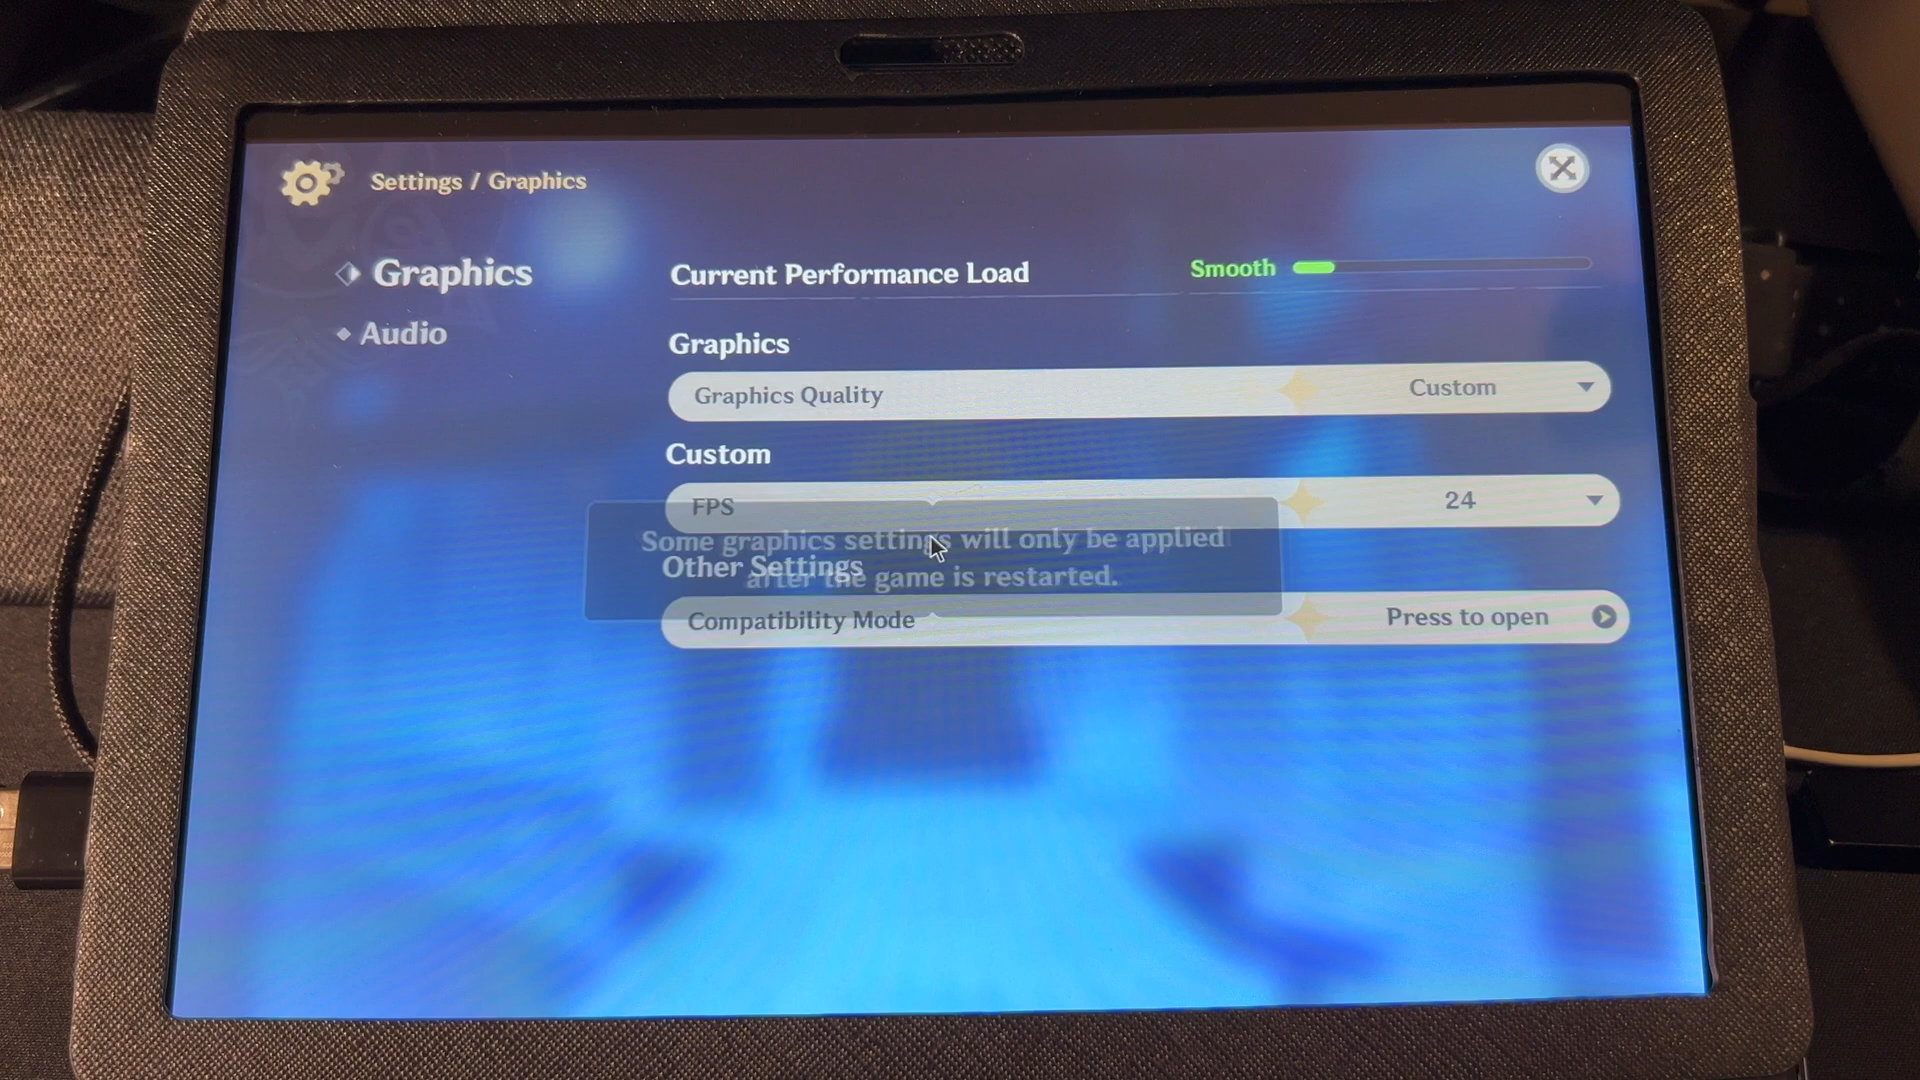 Settings / Graphics
Graphics
Audio
Current Performance Load
Smooth
Graphics
Graphics Quality
Custom
Custom
FPS
24
Some graphics settings will only be applied
after the game is restarted.
Other Settings
Compatibility Mode
Press to open